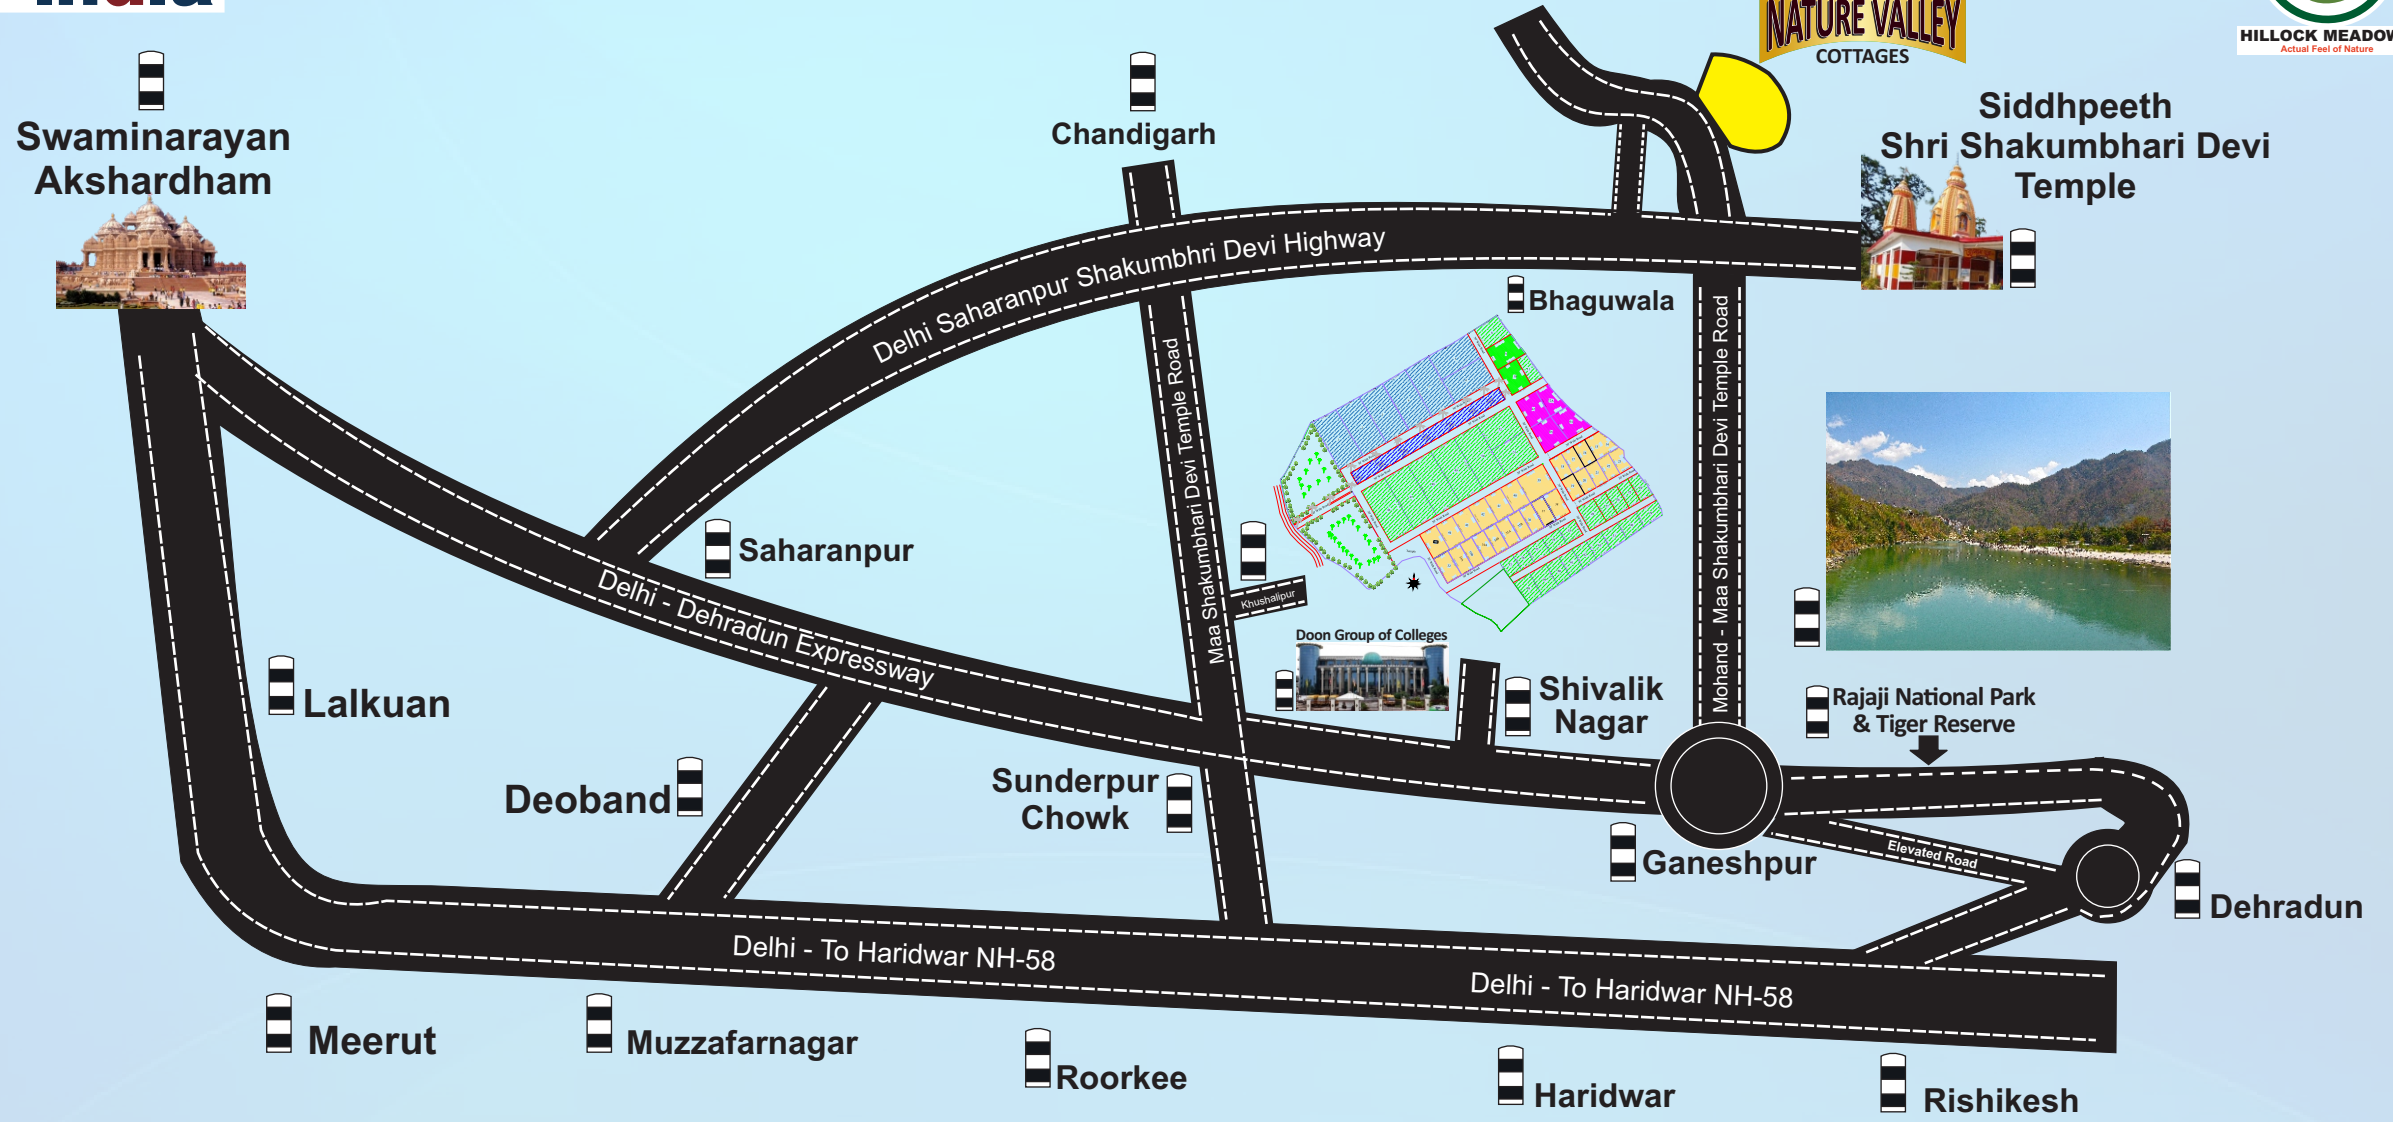 NATURE VALLEY
COTTAGES
HILLOCK MEADOW
Actual Feel of Nature
Swaminarayan
Akshardham
Chandigarh
Siddhpeeth
Shri Shakumbhari Devi
Temple
Delhi Saharanpur Shakumbhri Devi Highway
Bhaguwala
Maa Shakumbhari Devi Temple Road
Mohand - Maa Shakumbhari Devi Temple Road
Saharanpur
Khushalipur
Delhi - Dehradun Expressway
Doon Group of Colleges
Lalkuan
Shivalik
Nagar
Rajaji National Park
& Tiger Reserve
Deoband
Sunderpur
Chowk
Ganeshpur
Elevated Road
Dehradun
Delhi - To Haridwar NH-58
Delhi - To Haridwar NH-58
Meerut
Muzzafarnagar
Roorkee
Haridwar
Rishikesh